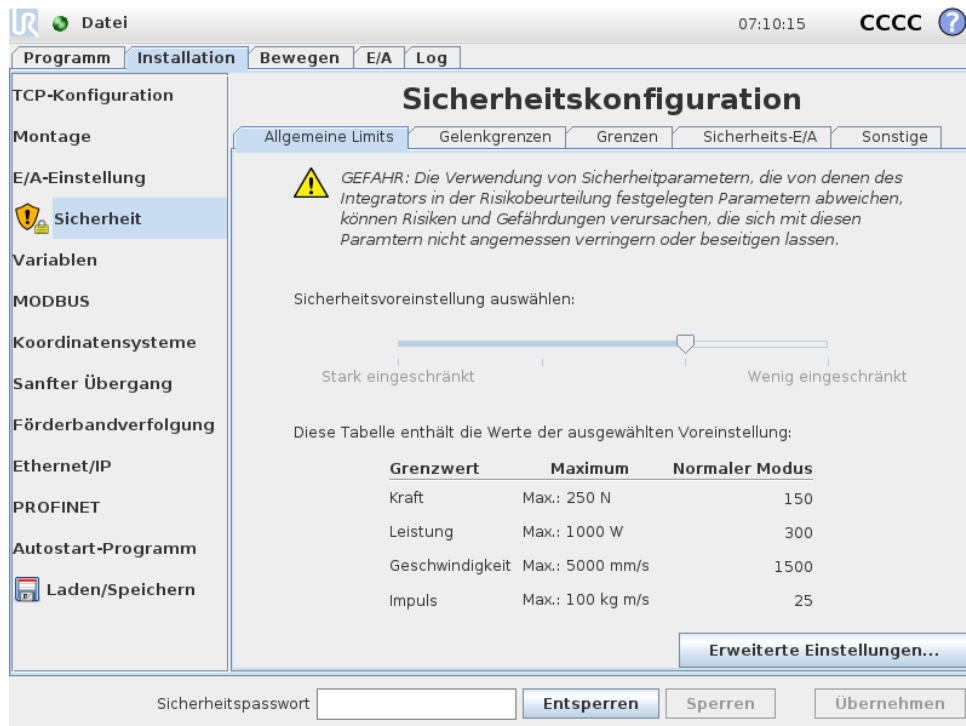 UR Datei 07:10:15 CCCC ?
Programm Installation Bewegen E/A Log
TCP-Konfiguration
Montage
E/A-Einstellung
Sicherheit
Variablen
MODBUS
Koordinatensysteme
Sanfter Übergang
Förderbandverfolgung
Ethernet/IP
PROFINET
Autostart-Programm
Laden/Speichern
Sicherheitskonfiguration
Allgemeine Limits Gelenkgrenzen Grenzen Sicherheits-E/A Sonstige
GEFAHR: Die Verwendung von Sicherheitparametern, die von denen des
Integrators in der Risikobeurteilung festgelegten Parametern abweichen,
können Risiken und Gefährdungen verursachen, die sich mit diesen
Paramtern nicht angemessen verringern oder beseitigen lassen.
Sicherheitsvoreinstellung auswählen:
Stark eingeschränkt Wenig eingeschränkt
Diese Tabelle enthält die Werte der ausgewählten Voreinstellung:
Grenzwert Maximum Normaler Modus
Kraft Max.: 250 N 150
Leistung Max.: 1000 W 300
Geschwindigkeit Max.: 5000 mm/s 1500
Impuls Max.: 100 kg m/s 25
Erweiterte Einstellungen...
Sicherheitspasswort Entsperren Sperren Übernehmen